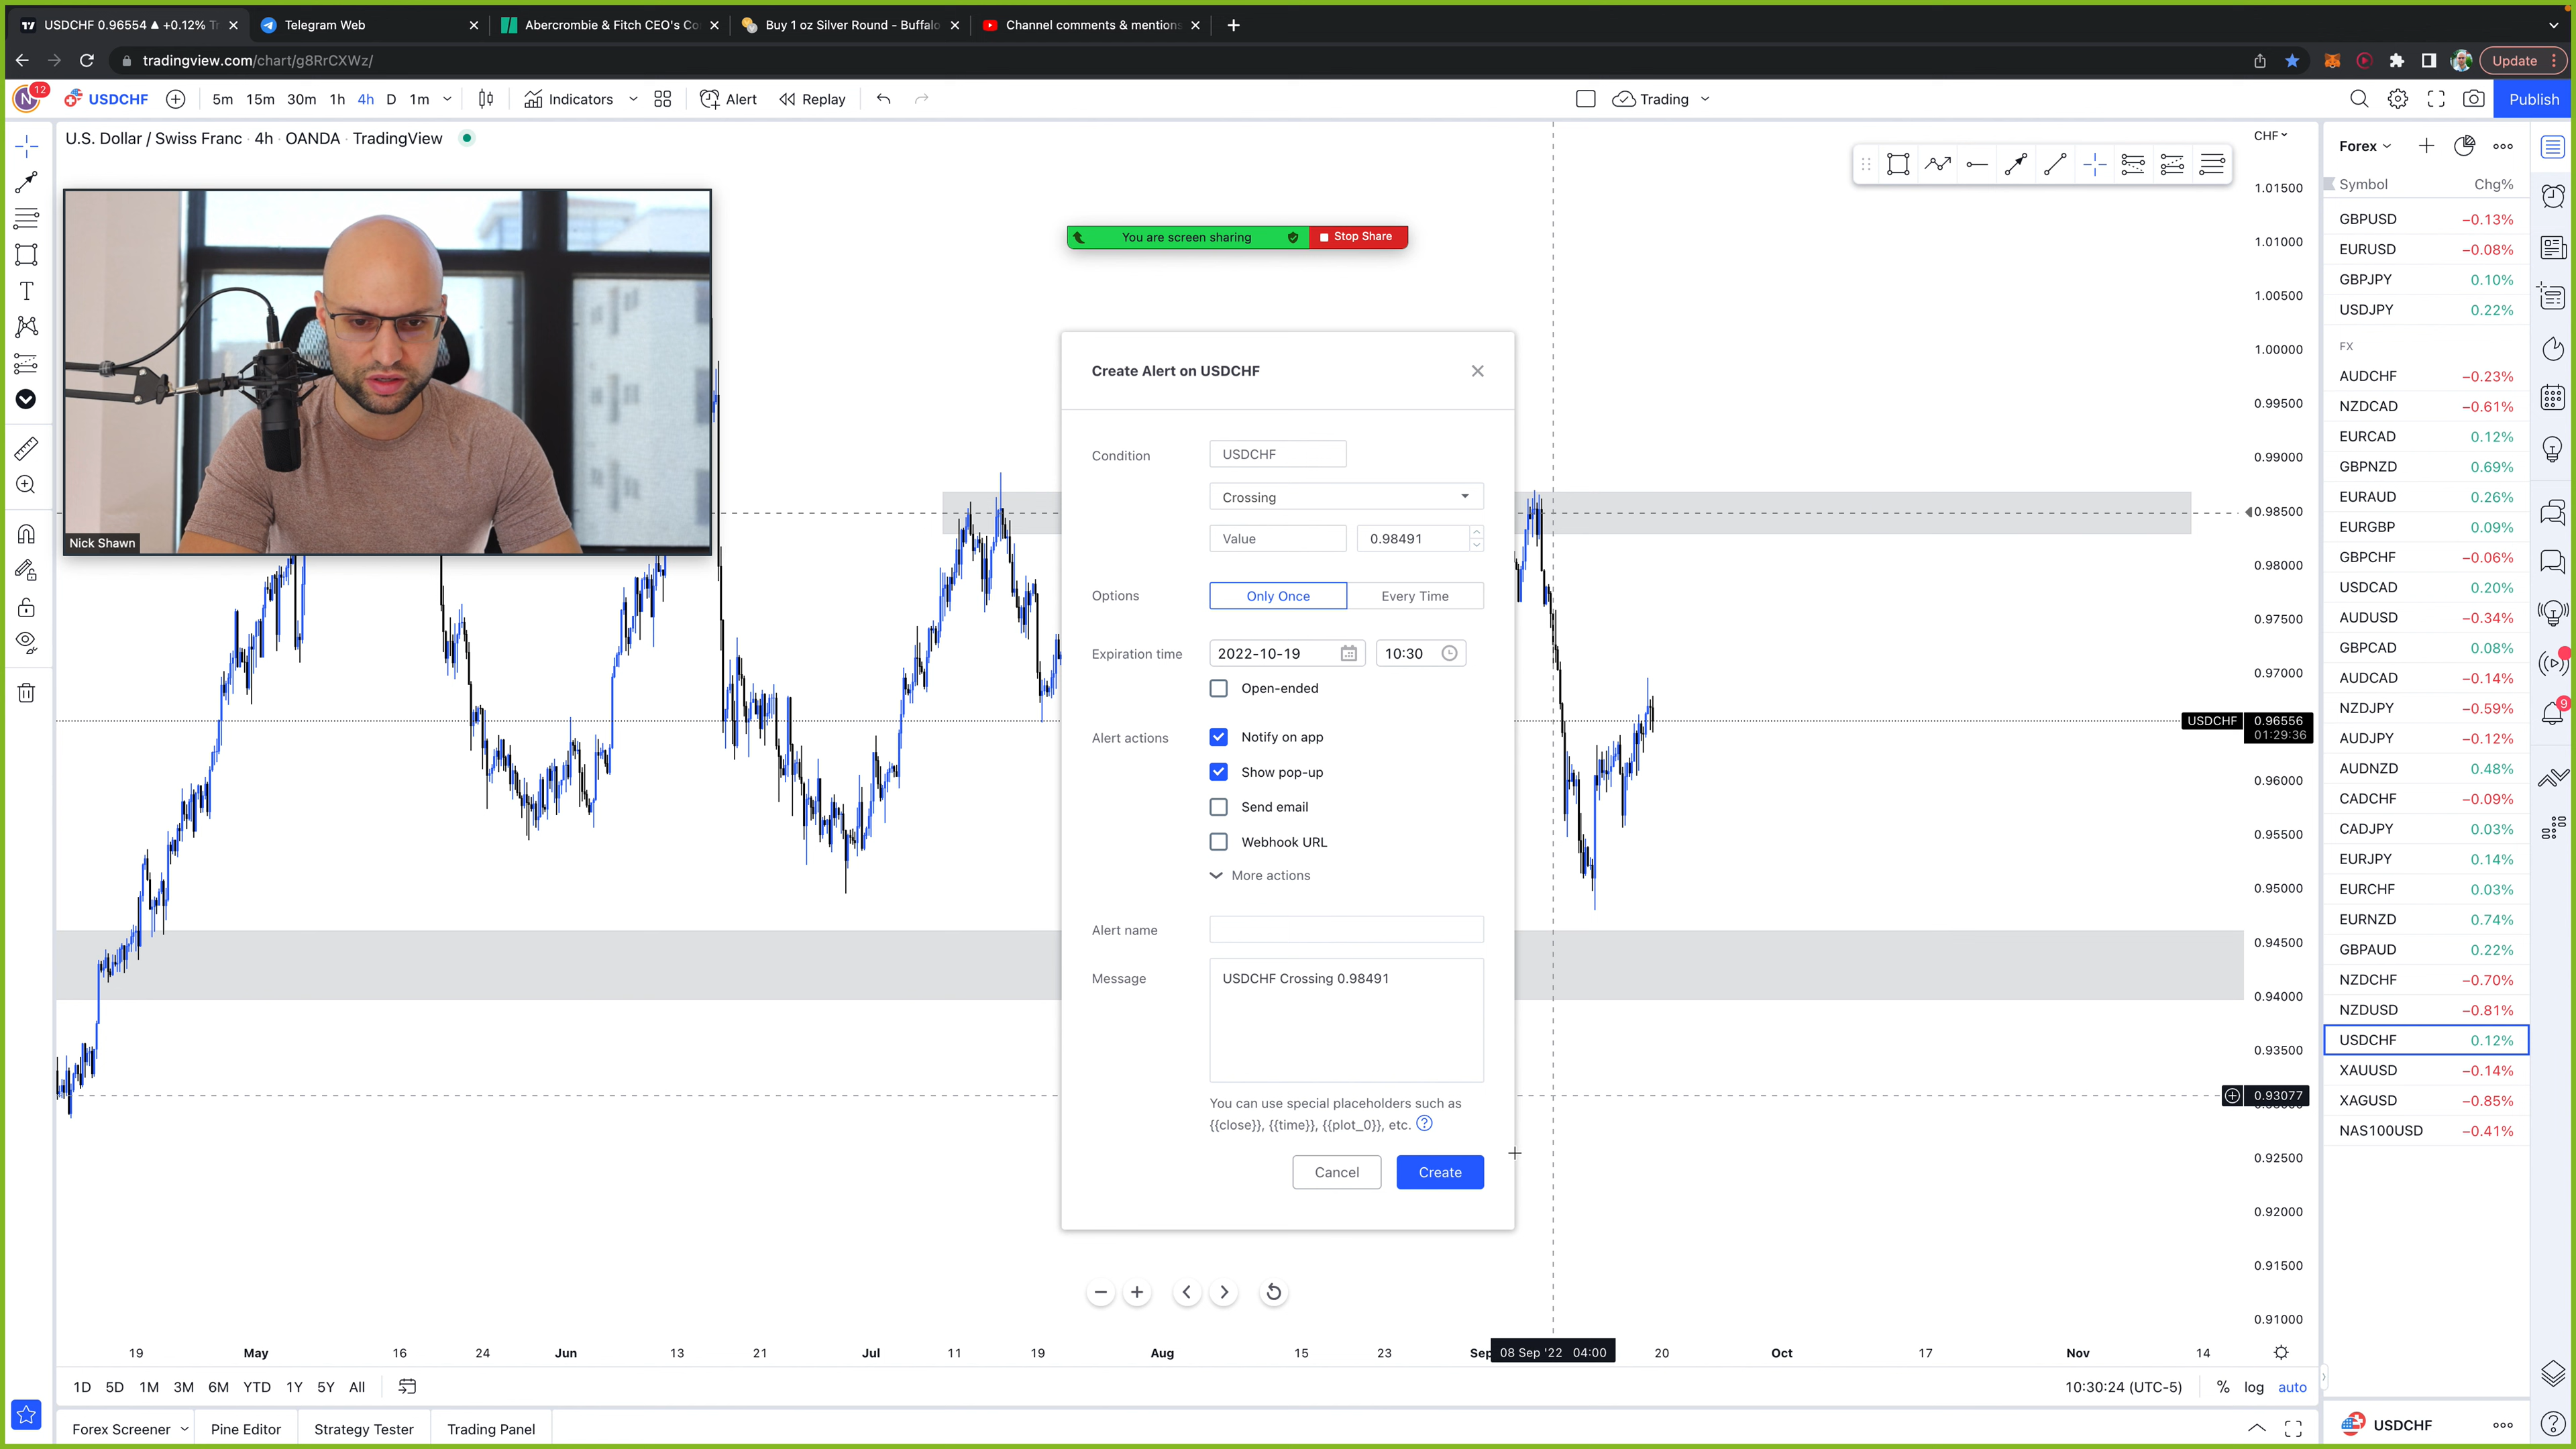 USDCHF 0.96554 ▲ +0.12% Tr
Telegram Web
Abercrombie & Fitch CEO's Co
Buy 1 oz Silver Round - Buffalo
Channel comments & mentions
tradingview.com/chart/g8RrCXWz/
Update
N 12
USDCHF
5m 15m 30m 1h 4h D 1m
Indicators
Alert
Replay
Trading
Publish
U.S. Dollar / Swiss Franc · 4h · OANDA · TradingView
CHF
Forex
Symbol Chg%
You are screen sharing
Stop Share
Nick Shawn
Create Alert on USDCHF
Condition
USDCHF
Crossing
Value
0.98491
Options
Only Once
Every Time
Expiration time
2022-10-19
10:30
Open-ended
Alert actions
Notify on app
Show pop-up
Send email
Webhook URL
More actions
Alert name
Message
USDCHF Crossing 0.98491
You can use special placeholders such as
{{close}}, {{time}}, {{plot_0}}, etc.
Cancel
Create
1.01500
1.01000
1.00500
1.00000
0.99500
0.99000
0.98500
0.98000
0.97500
0.97000
USDCHF 0.96556
01:29:36
0.96000
0.95500
0.95000
0.94500
0.94000
0.93500
0.93077
0.92500
0.92000
0.91500
0.91000
GBPUSD −0.13%
EURUSD −0.08%
GBPJPY 0.10%
USDJPY 0.22%
FX
AUDCHF −0.23%
NZDCAD −0.61%
EURCAD 0.12%
GBPNZD 0.69%
EURAUD 0.26%
EURGBP 0.09%
GBPCHF −0.06%
USDCAD 0.20%
AUDUSD −0.34%
GBPCAD 0.08%
AUDCAD −0.14%
NZDJPY −0.59%
AUDJPY −0.12%
AUDNZD 0.48%
CADCHF −0.09%
CADJPY 0.03%
EURJPY 0.14%
EURCHF 0.03%
EURNZD 0.74%
GBPAUD 0.22%
NZDCHF −0.70%
NZDUSD −0.81%
USDCHF 0.12%
XAUUSD −0.14%
XAGUSD −0.85%
NAS100USD −0.41%
9
19 May 16 24 Jun 13 21 Jul 11 19 Aug 15 23 Sep 08 Sep '22 04:00 20 Oct 17 Nov 14
1D 5D 1M 3M 6M YTD 1Y 5Y All
10:30:24 (UTC-5) % log auto
Forex Screener
Pine Editor
Strategy Tester
Trading Panel
USDCHF